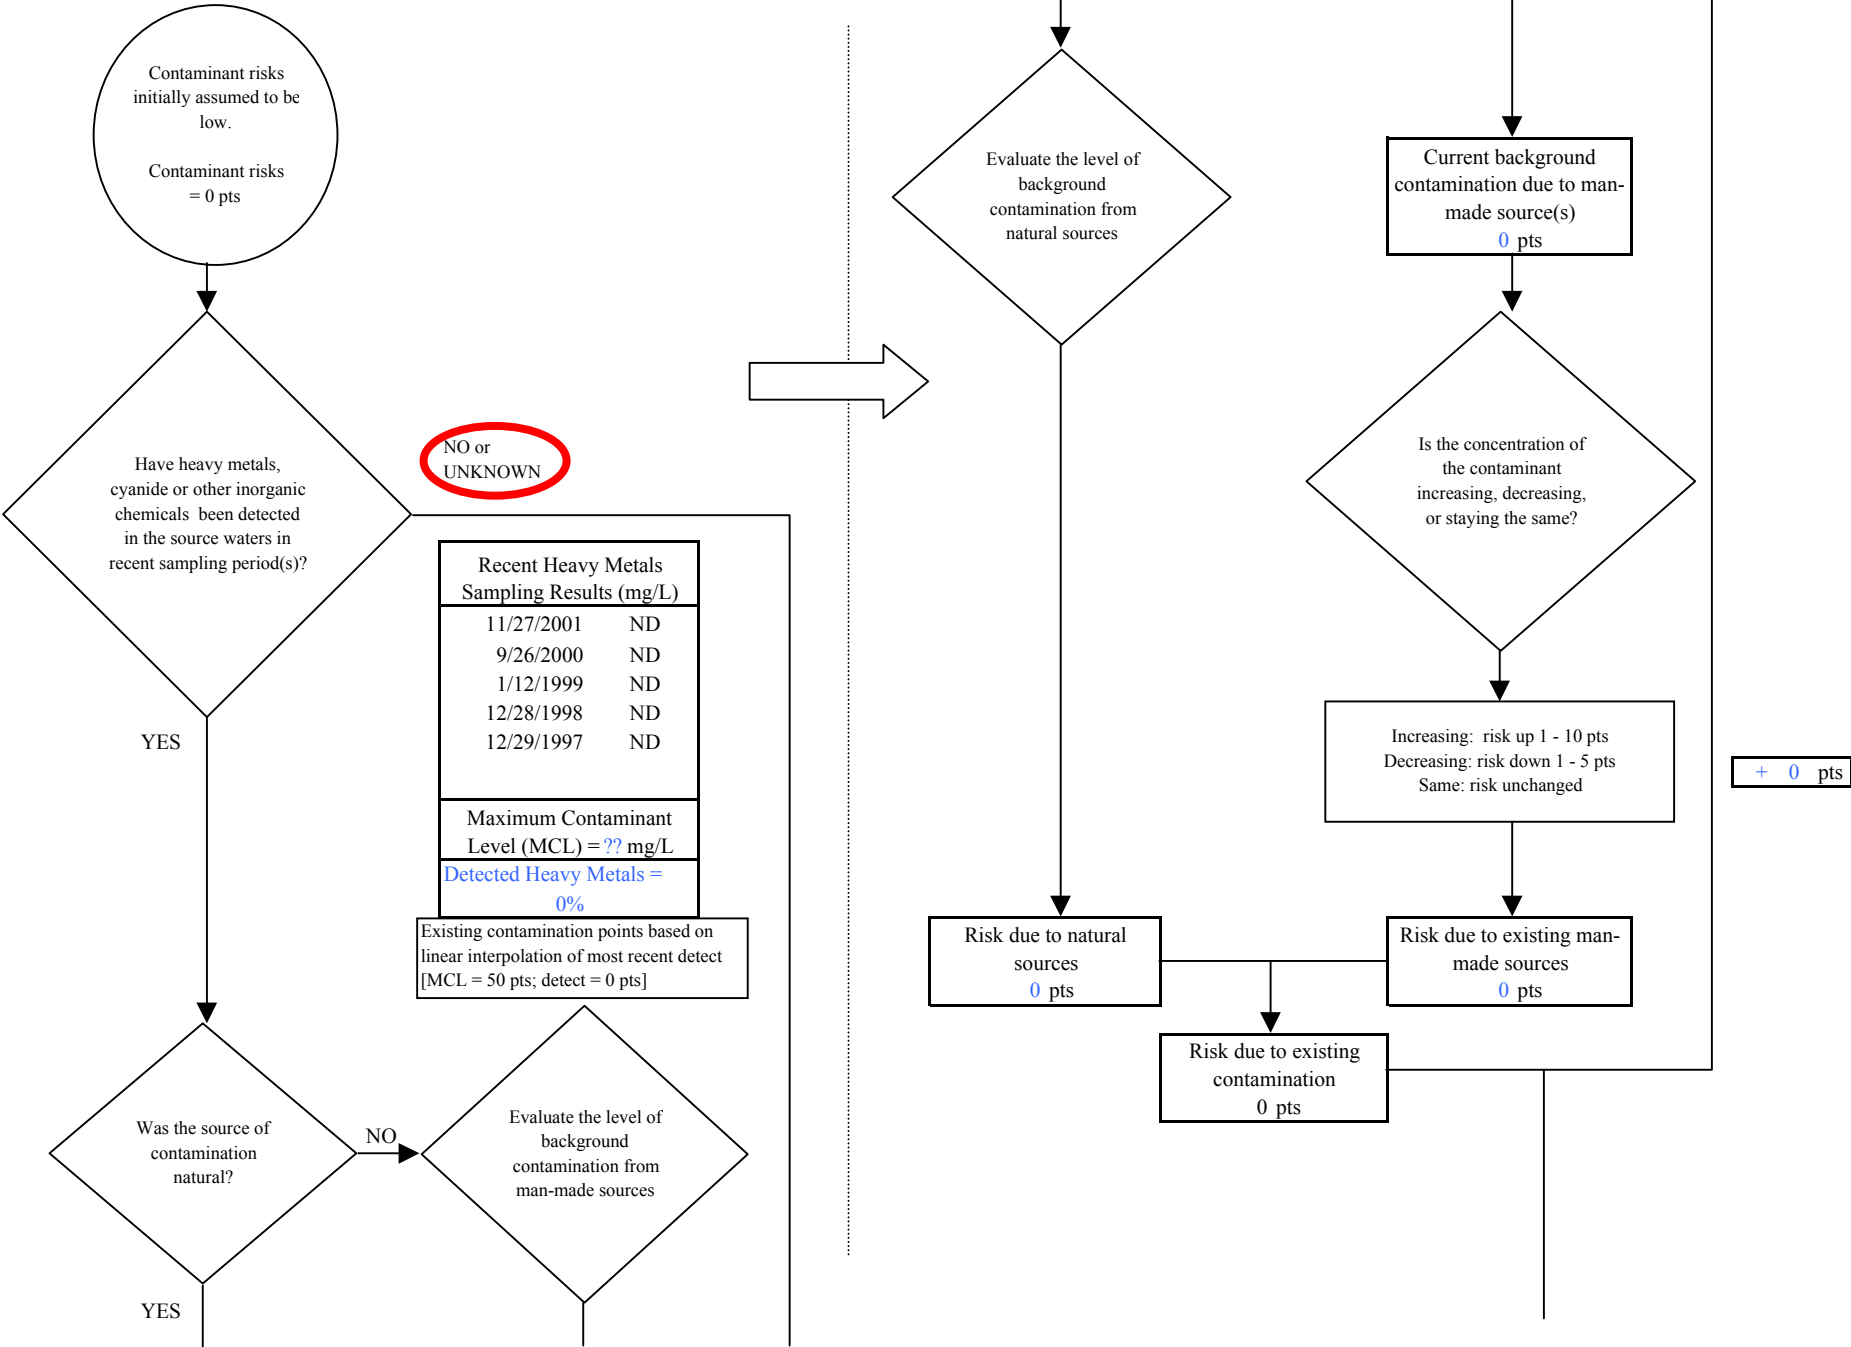 Contaminant risks
initially assumed to be
low.
Contaminant risks
= 0 pts
Have heavy metals,
cyanide or other inorganic
chemicals been detected
in the source waters in
recent sampling period(s)?
NO or
UNKNOWN
YES
Recent Heavy Metals
Sampling Results (mg/L)
11/27/2001 ND
9/26/2000 ND
1/12/1999 ND
12/28/1998 ND
12/29/1997 ND
Maximum Contaminant
Level (MCL) = ?? mg/L
Detected Heavy Metals =
0%
Existing contamination points based on
linear interpolation of most recent detect
[MCL = 50 pts; detect = 0 pts]
Was the source of
contamination
natural?
NO
YES
Evaluate the level of
background
contamination from
man-made sources
Evaluate the level of
background
contamination from
natural sources
Current background
contamination due to man-
made source(s)
0 pts
Is the concentration of
the contaminant
increasing, decreasing,
or staying the same?
Increasing: risk up 1 - 10 pts
Decreasing: risk down 1 - 5 pts
Same: risk unchanged
+ 0 pts
Risk due to natural
sources
0 pts
Risk due to existing man-
made sources
0 pts
Risk due to existing
contamination
0 pts